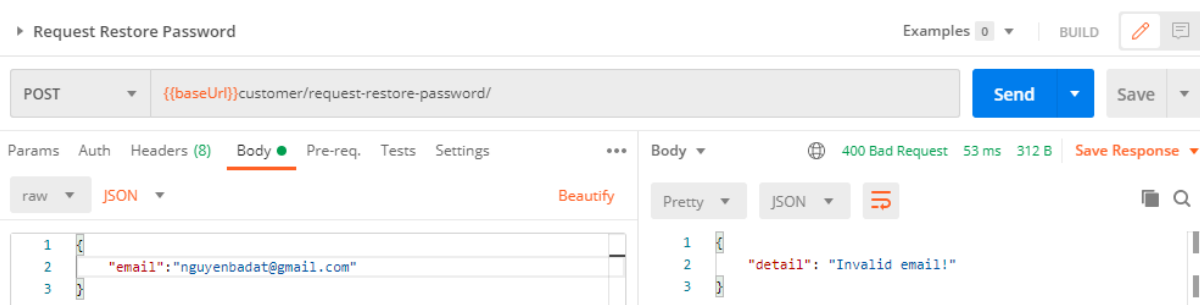 Request Restore Password
Examples 0
BUILD
POST
{{baseUrl}}customer/request-restore-password/
Send
Save
Params Auth Headers (8) Body Pre-req. Tests Settings
Body
400 Bad Request 53 ms 312 B Save Response
raw JSON
Beautify
Pretty JSON
1 {
2 "email":"nguyenbadat@gmail.com"
3 }
1 {
2 "detail": "Invalid email!"
3 }